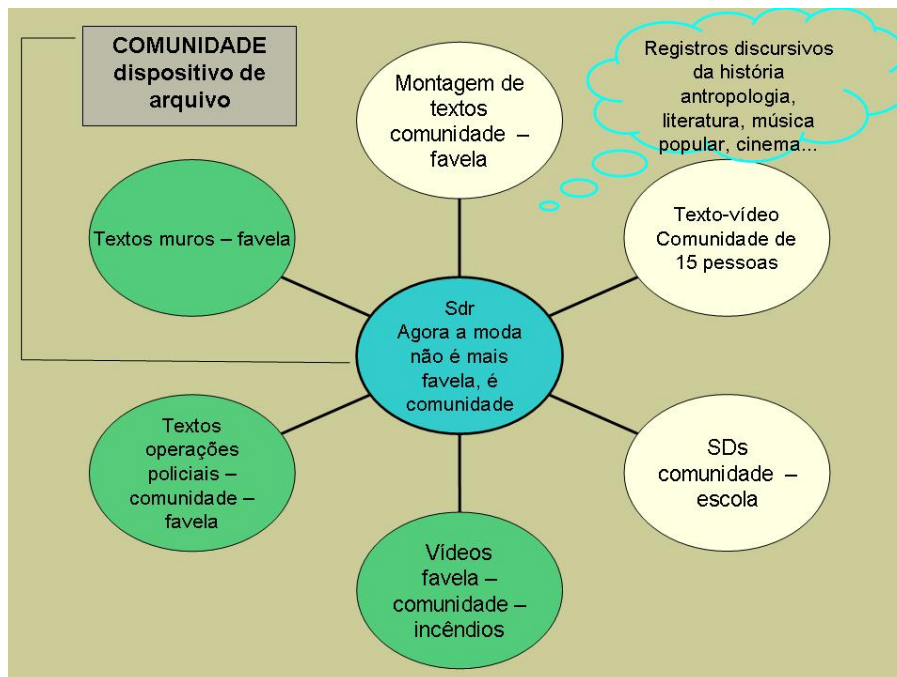 COMUNIDADE
dispositivo de
arquivo
Montagem de
textos
comunidade –
favela
Registros discursivos
da história
antropologia,
literatura, música
popular, cinema...
Textos muros – favela
Texto-vídeo
Comunidade de
15 pessoas
Sdr
Agora a moda
não é mais
favela, é
comunidade
Textos
operações
policiais –
comunidade –
favela
SDs
comunidade –
escola
Vídeos
favela –
comunidade –
incêndios